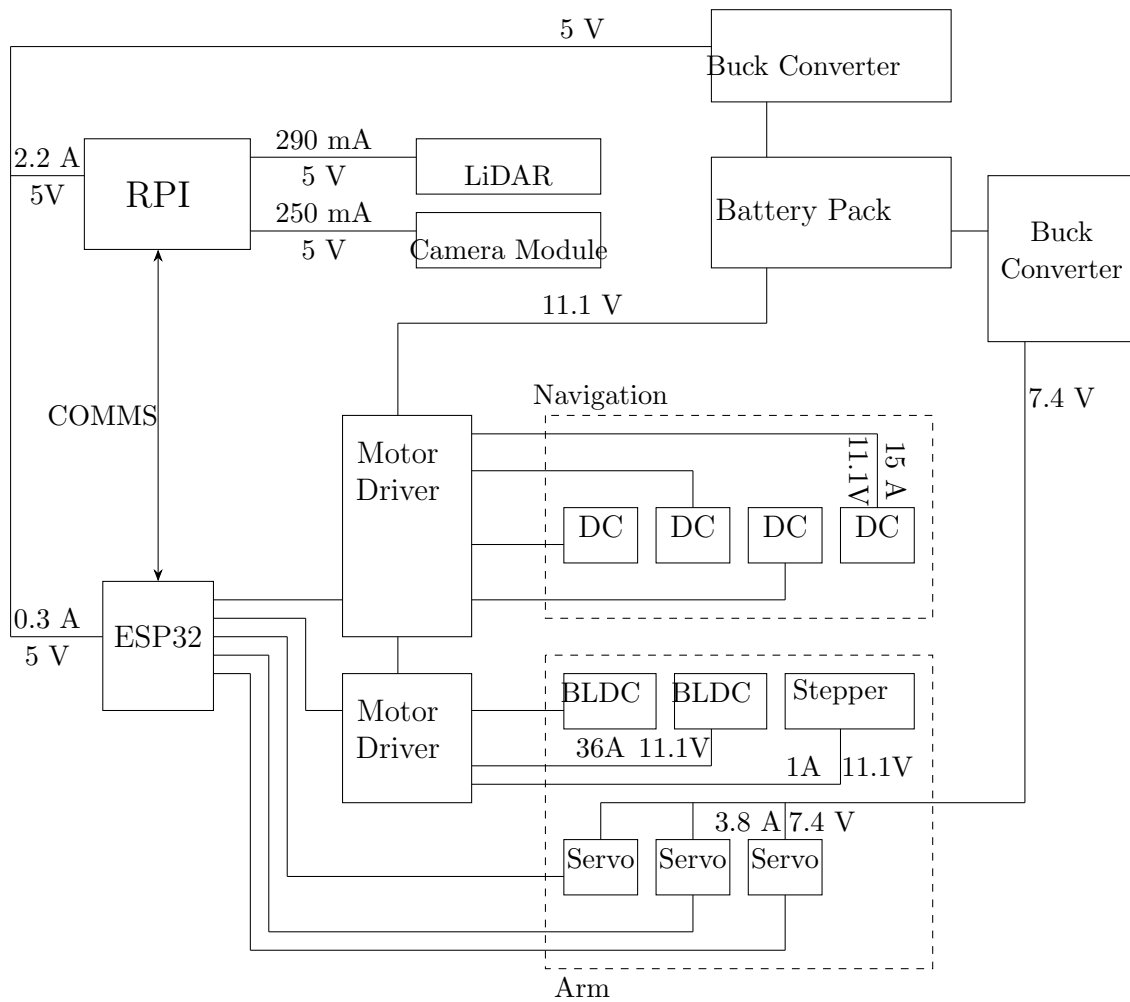 5 V
Buck Converter
2.2 A
5V
RPI
290 mA
5 V
LiDAR
250 mA
5 V
Camera Module
Battery Pack
Buck
Converter
11.1 V
7.4 V
COMMS
Navigation
Motor
Driver
11.1V
15 A
DC
DC
DC
DC
0.3 A
5 V
ESP32
Motor
Driver
BLDC
BLDC
Stepper
36A
11.1V
1A
11.1V
3.8 A
7.4 V
Servo
Servo
Servo
Arm